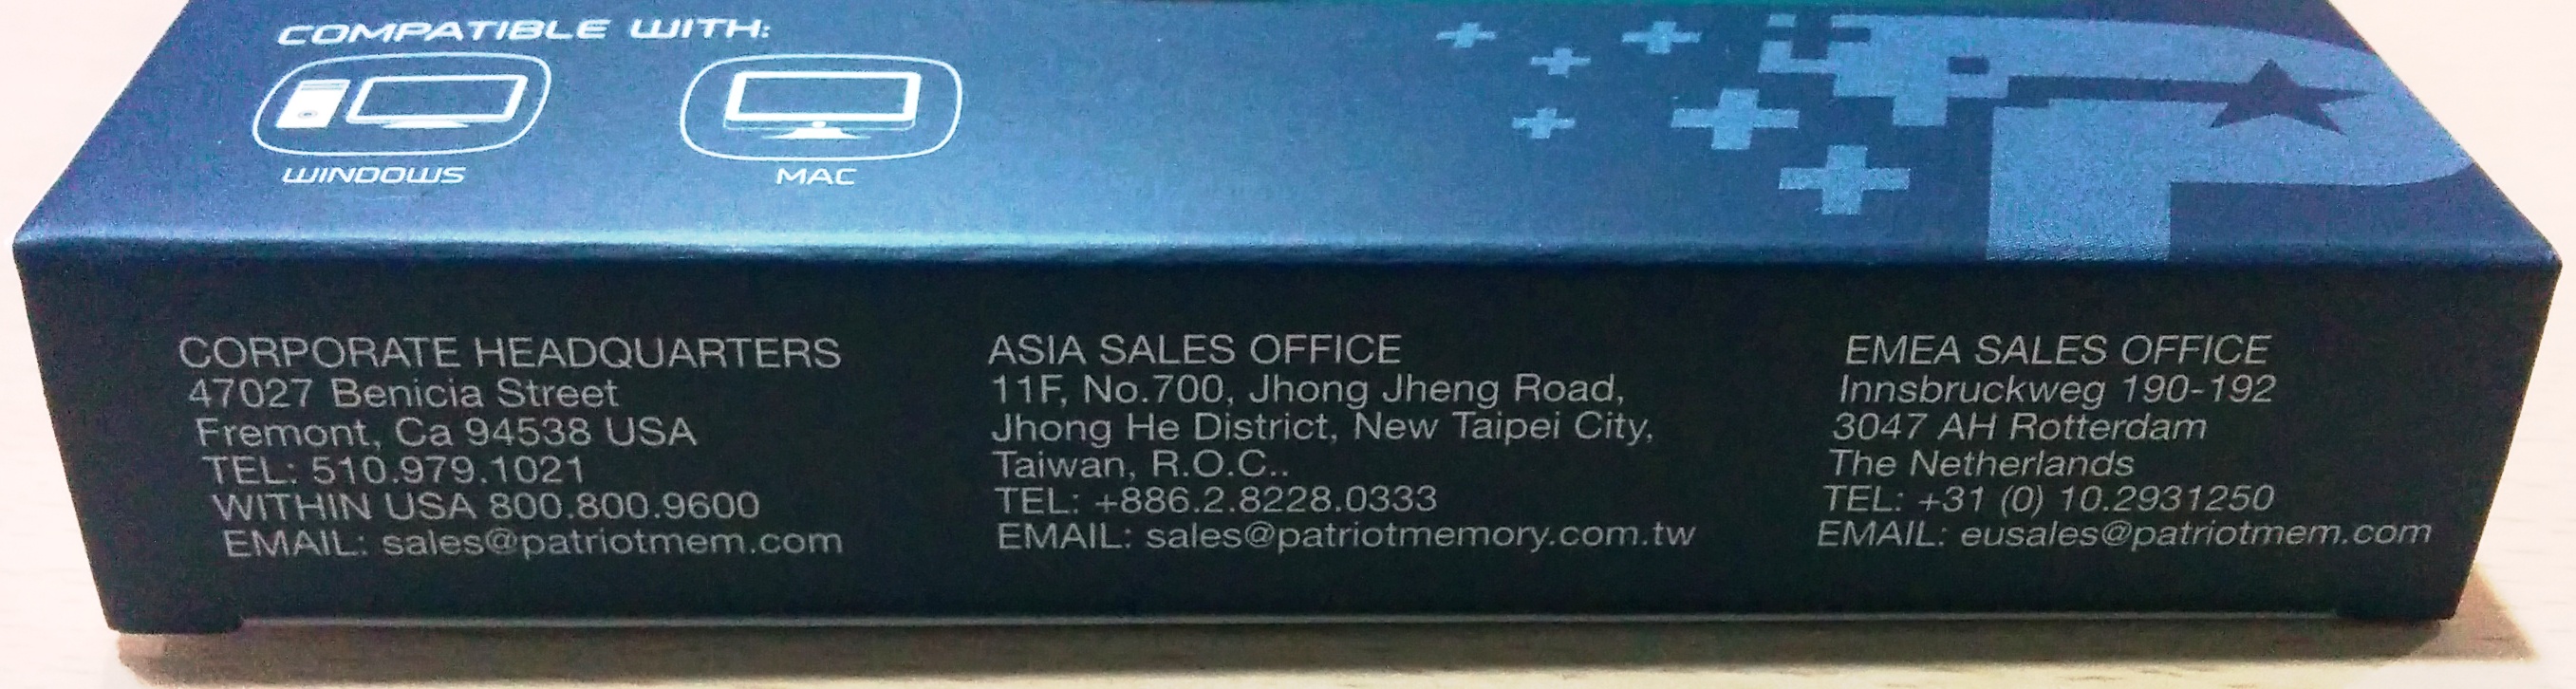 COMPATIBLE WITH:
WINDOWS
MAC
CORPORATE HEADQUARTERS
47027 Benicia Street
Fremont, Ca 94538 USA
TEL: 510.979.1021
WITHIN USA 800.800.9600
EMAIL: sales@patriotmem.com
ASIA SALES OFFICE
11F, No.700, Jhong Jheng Road,
Jhong He District, New Taipei City,
Taiwan, R.O.C..
TEL: +886.2.8228.0333
EMAIL: sales@patriotmemory.com.tw
EMEA SALES OFFICE
Innsbruckweg 190-192
3047 AH Rotterdam
The Netherlands
TEL: +31 (0) 10.2931250
EMAIL: eusales@patriotmem.com